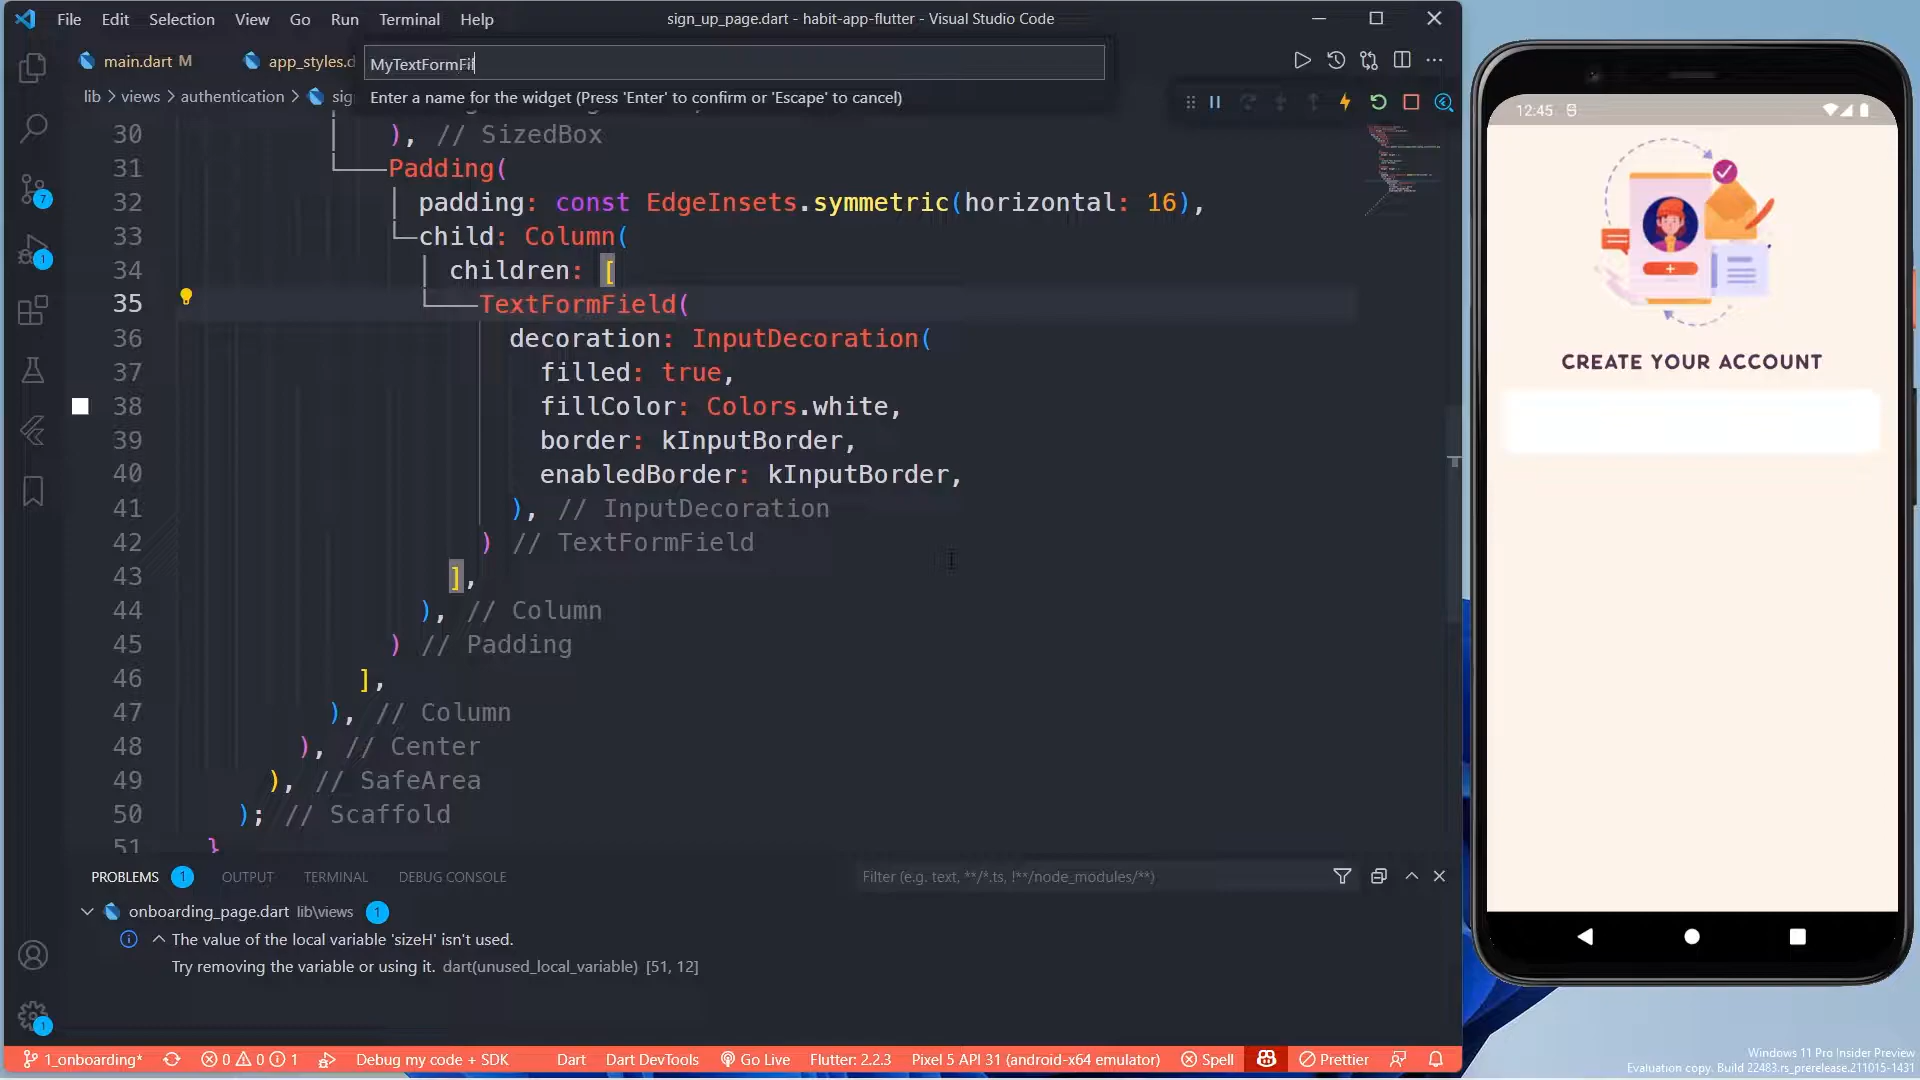 File Edit Selection View Go Run Terminal Help
sign_up_page.dart - habit-app-flutter - Visual Studio Code
main.dart M
app_styles.d
MyTextFormFi
lib > views > authentication > sig
Enter a name for the widget (Press 'Enter' to confirm or 'Escape' to cancel)
30 ), // SizedBox
31 Padding(
32 padding: const EdgeInsets.symmetric(horizontal: 16),
33 child: Column(
34 children: [
35 TextFormField(
36 decoration: InputDecoration(
37 filled: true,
38 fillColor: Colors.white,
39 border: kInputBorder,
40 enabledBorder: kInputBorder,
41 ), // InputDecoration
42 ) // TextFormField
43 ],
44 ), // Column
45 ) // Padding
46 ],
47 ), // Column
48 ), // Center
49 ), // SafeArea
50 ); // Scaffold
51 }
7
1
1
PROBLEMS 1 OUTPUT TERMINAL DEBUG CONSOLE
Filter (e.g. text, **/*.ts, !**/node_modules/**)
onboarding_page.dart lib\views 1
The value of the local variable 'sizeH' isn't used.
Try removing the variable or using it. dart(unused_local_variable) [51, 12]
1_onboarding* 0 0 1 Debug my code + SDK Dart Dart DevTools Go Live Flutter: 2.2.3 Pixel 5 API 31 (android-x64 emulator) Spell Prettier
12:45
CREATE YOUR ACCOUNT
Windows 11 Pro Insider Preview
Evaluation copy. Build 22483.rs_prerelease.211015-1431